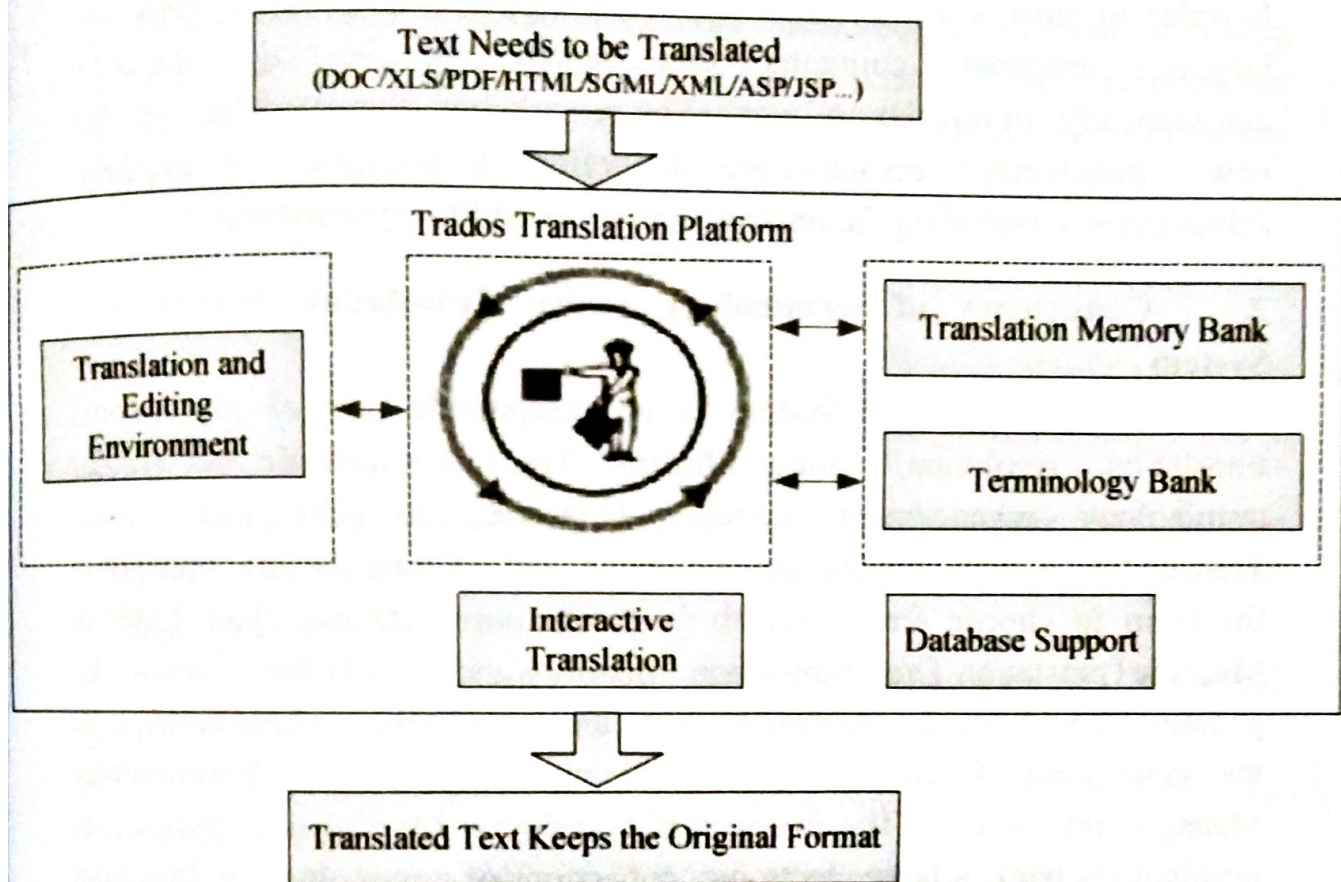 Text Needs to be Translated
(DOC/XLS/PDF/HTML/SGML/XML/ASP/JSP...)
Trados Translation Platform
Translation and
Editing
Environment
Translation Memory Bank
Terminology Bank
Interactive
Translation
Database Support
Translated Text Keeps the Original Format